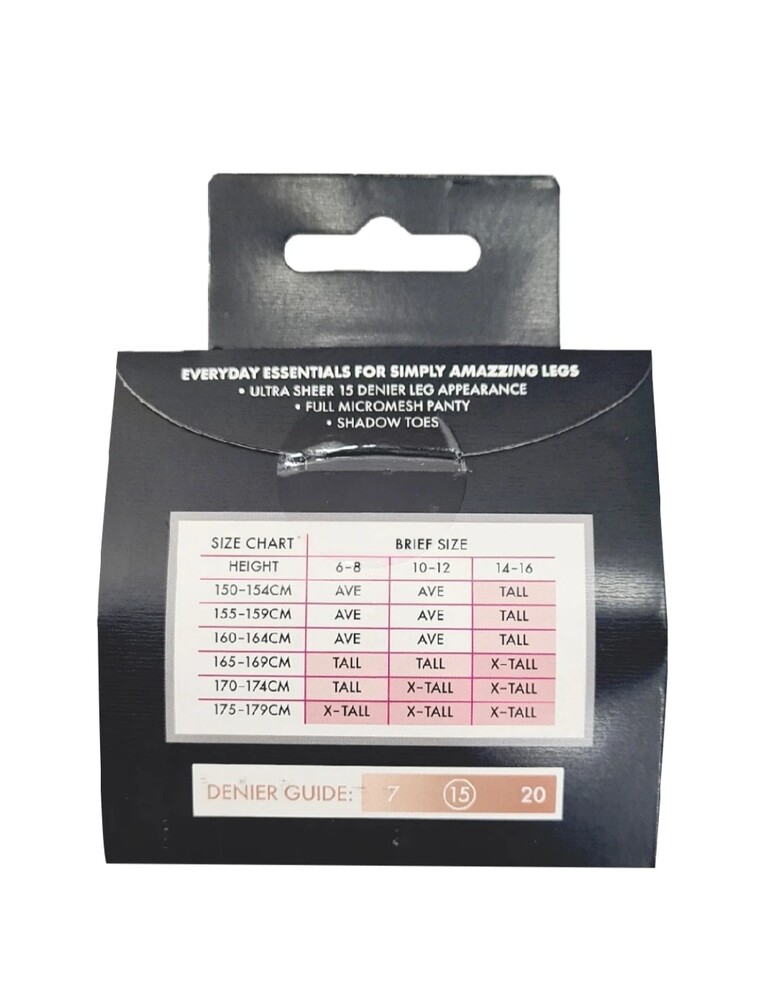 EVERYDAY ESSENTIALS FOR SIMPLY AMAZZING LEGS
• ULTRA SHEER 15 DENIER LEG APPEARANCE
• FULL MICROMESH PANTY
• SHADOW TOES
SIZE CHART BRIEF SIZE
HEIGHT 6-8 10-12 14-16
150-154CM AVE AVE TALL
155-159CM AVE AVE TALL
160-164CM AVE AVE TALL
165-169CM TALL TALL X-TALL
170-174CM TALL X-TALL X-TALL
175-179CM X-TALL X-TALL X-TALL
DENIER GUIDE: 7 15 20